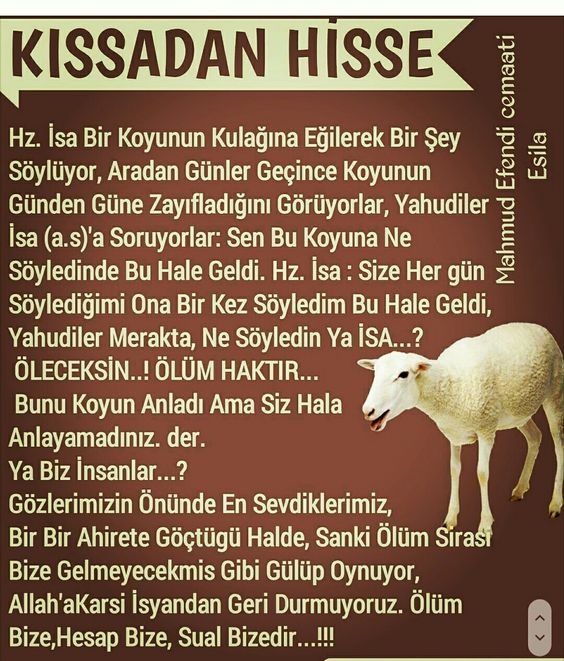 KISSADAN HİSSE
Hz. İsa Bir Koyunun Kulağına Eğilerek Bir Şey
Söylüyor, Aradan Günler Geçince Koyunun
Günden Güne Zayıfladığını Görüyorlar, Yahudiler
İsa (a.s)'a Soruyorlar: Sen Bu Koyuna Ne
Söyledinde Bu Hale Geldi. Hz. İsa : Size Her gün
Söylediğimi Ona Bir Kez Söyledim Bu Hale Geldi,
Yahudiler Merakta, Ne Söyledin Ya İSA...?
ÖLECEKSİN..! ÖLÜM HAKTIR...
Bunu Koyun Anladı Ama Siz Hala
Anlayamadınız. der.
Ya Biz İnsanlar...?
Gözlerimizin Önünde En Sevdiklerimiz,
Bir Bir Ahirete Göçtügü Halde, Sanki Ölüm Sirasi
Bize Gelmeyecekmis Gibi Gülüp Oynuyor,
Allah'aKarsi İsyandan Geri Durmuyoruz. Ölüm
Bize,Hesap Bize, Sual Bizedir...!!!
Mahmud Efendi cemaati
Esila